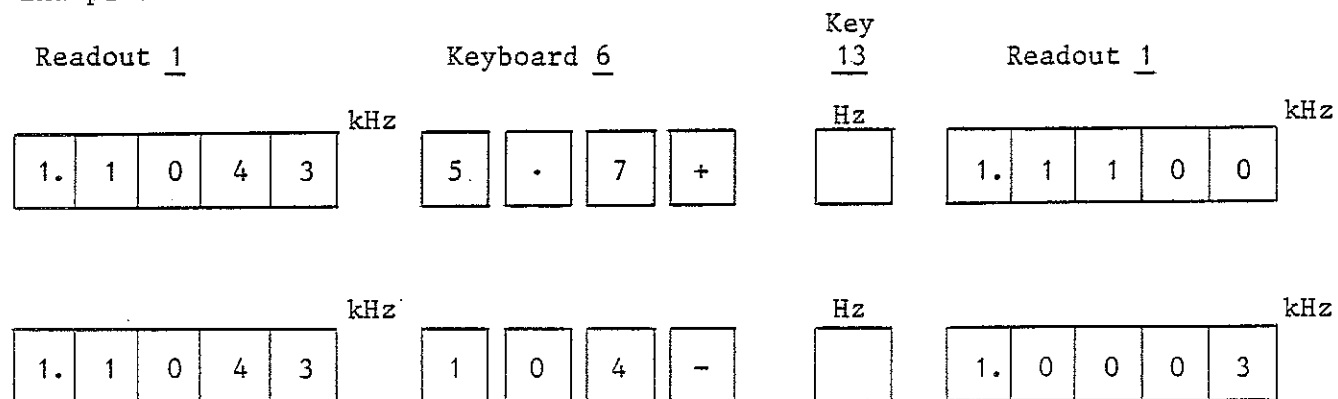 Key
Readout 1 Keyboard 6 13 Readout 1
kHz Hz kHz
1. 1 0 4 3 5 . 7 + 1. 1 1 0 0
kHz Hz kHz
1. 1 0 4 3 1 0 4 - 1. 0 0 0 3